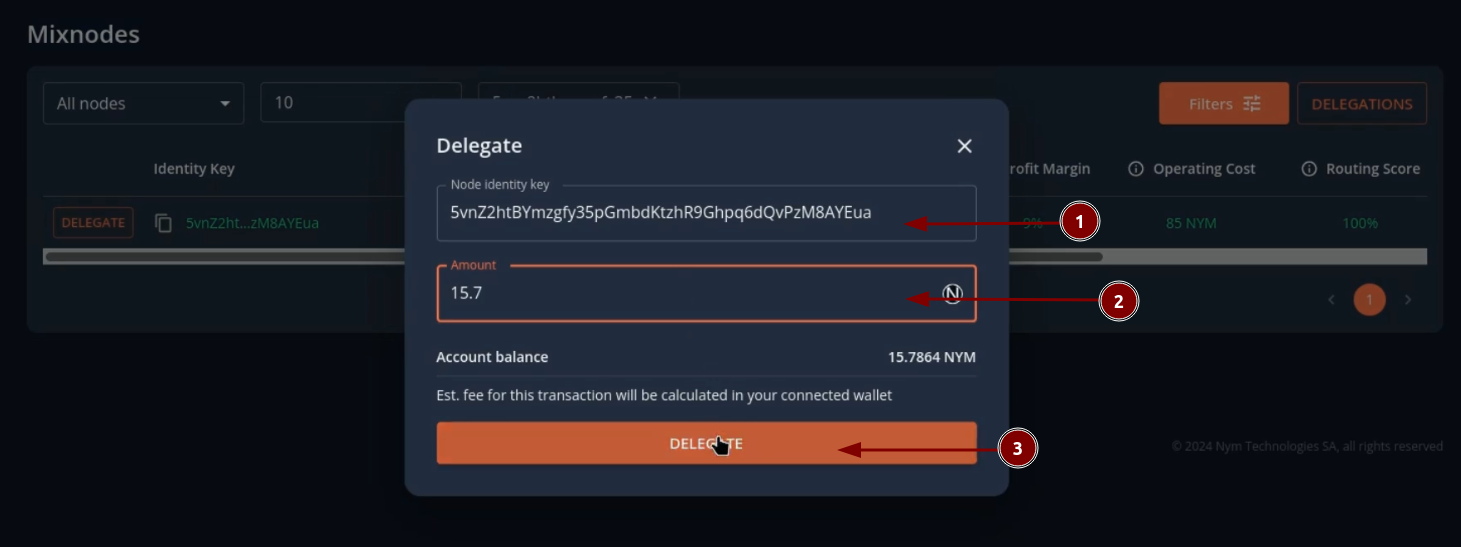 Mixnodes
All nodes
10
Filters
DELEGATIONS
Delegate
Identity Key
Margin
Operating Cost
Routing Score
Node identity key
5vnZ2htBYmzgfy35pGmbdKtzhR9Ghpq6dQvPzM8AYEua
1
DELEGATE
5vnZ2ht...zM8AYEua
9%
85 NYM
100%
Amount
15.7
N
2
1
Account balance
15.7864 NYM
Est. fee for this transaction will be calculated in your connected wallet
DELEGATE
3
© 2024 Nym Technologies SA, all rights reserved